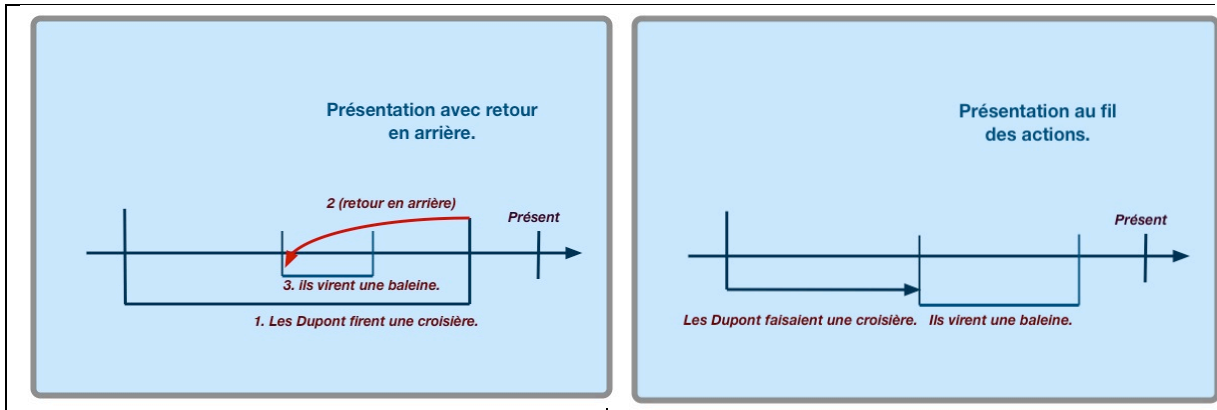 Présentation avec retour
en arrière.
2 (retour en arrière)
Présent
3. ils virent une baleine.
1. Les Dupont firent une croisière.
Présentation au fil
des actions.
Présent
Les Dupont faisaient une croisière. Ils virent une baleine.